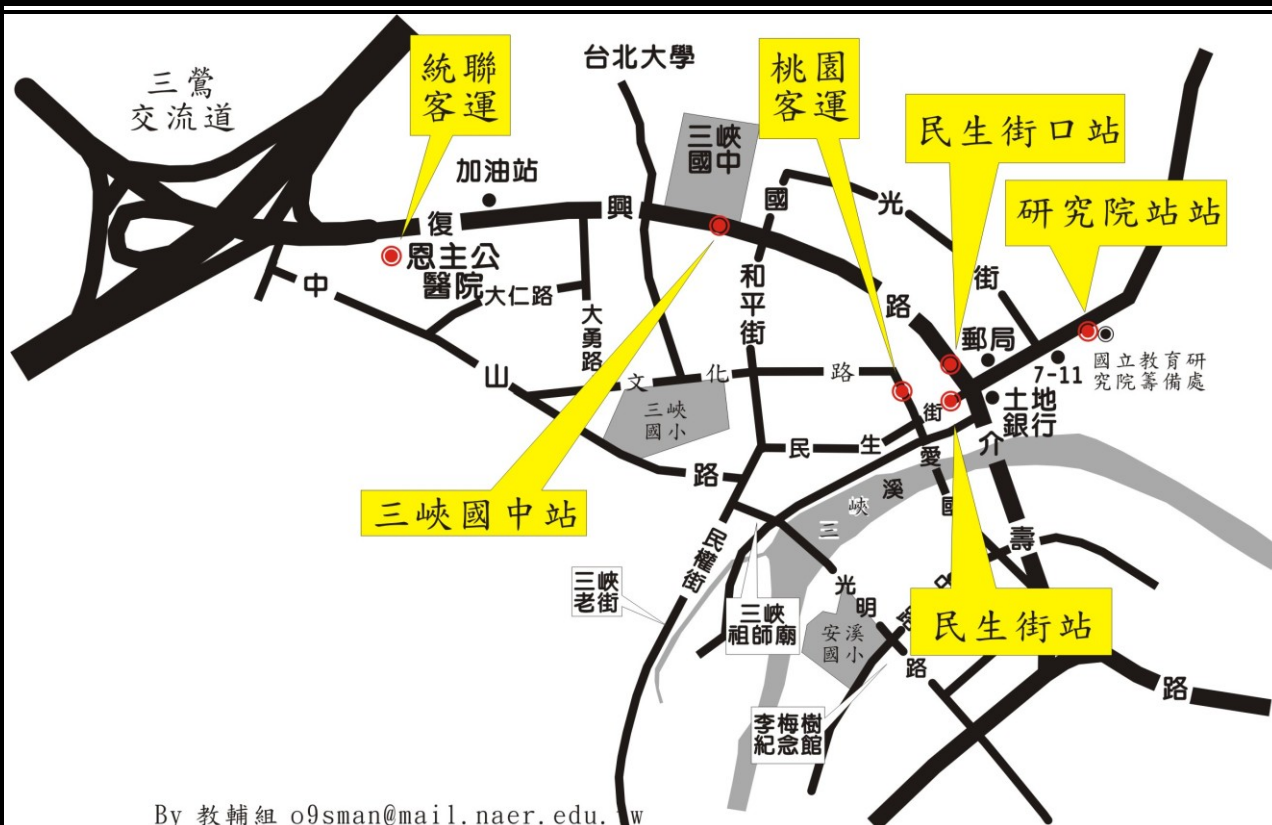 三鶯
交流道
統聯
客運
台北大學
桃園
客運
民生街口站
研究院站站
加油站
三峽
國中
復興路
國光街
恩主公
醫院
大仁路
中山路
大勇路
和平街
郵局
7-11
國立教育研
究院籌備處
文化路
三峽
國小
土地
銀行
民生街
愛國
介壽路
三峽溪
三峽國中站
民權街
三峽
老街
三峽
祖師廟
光明路
安溪
國小
路
民生街站
李梅樹
紀念館
By 教輔組 o9sman@mail.naer.edu.